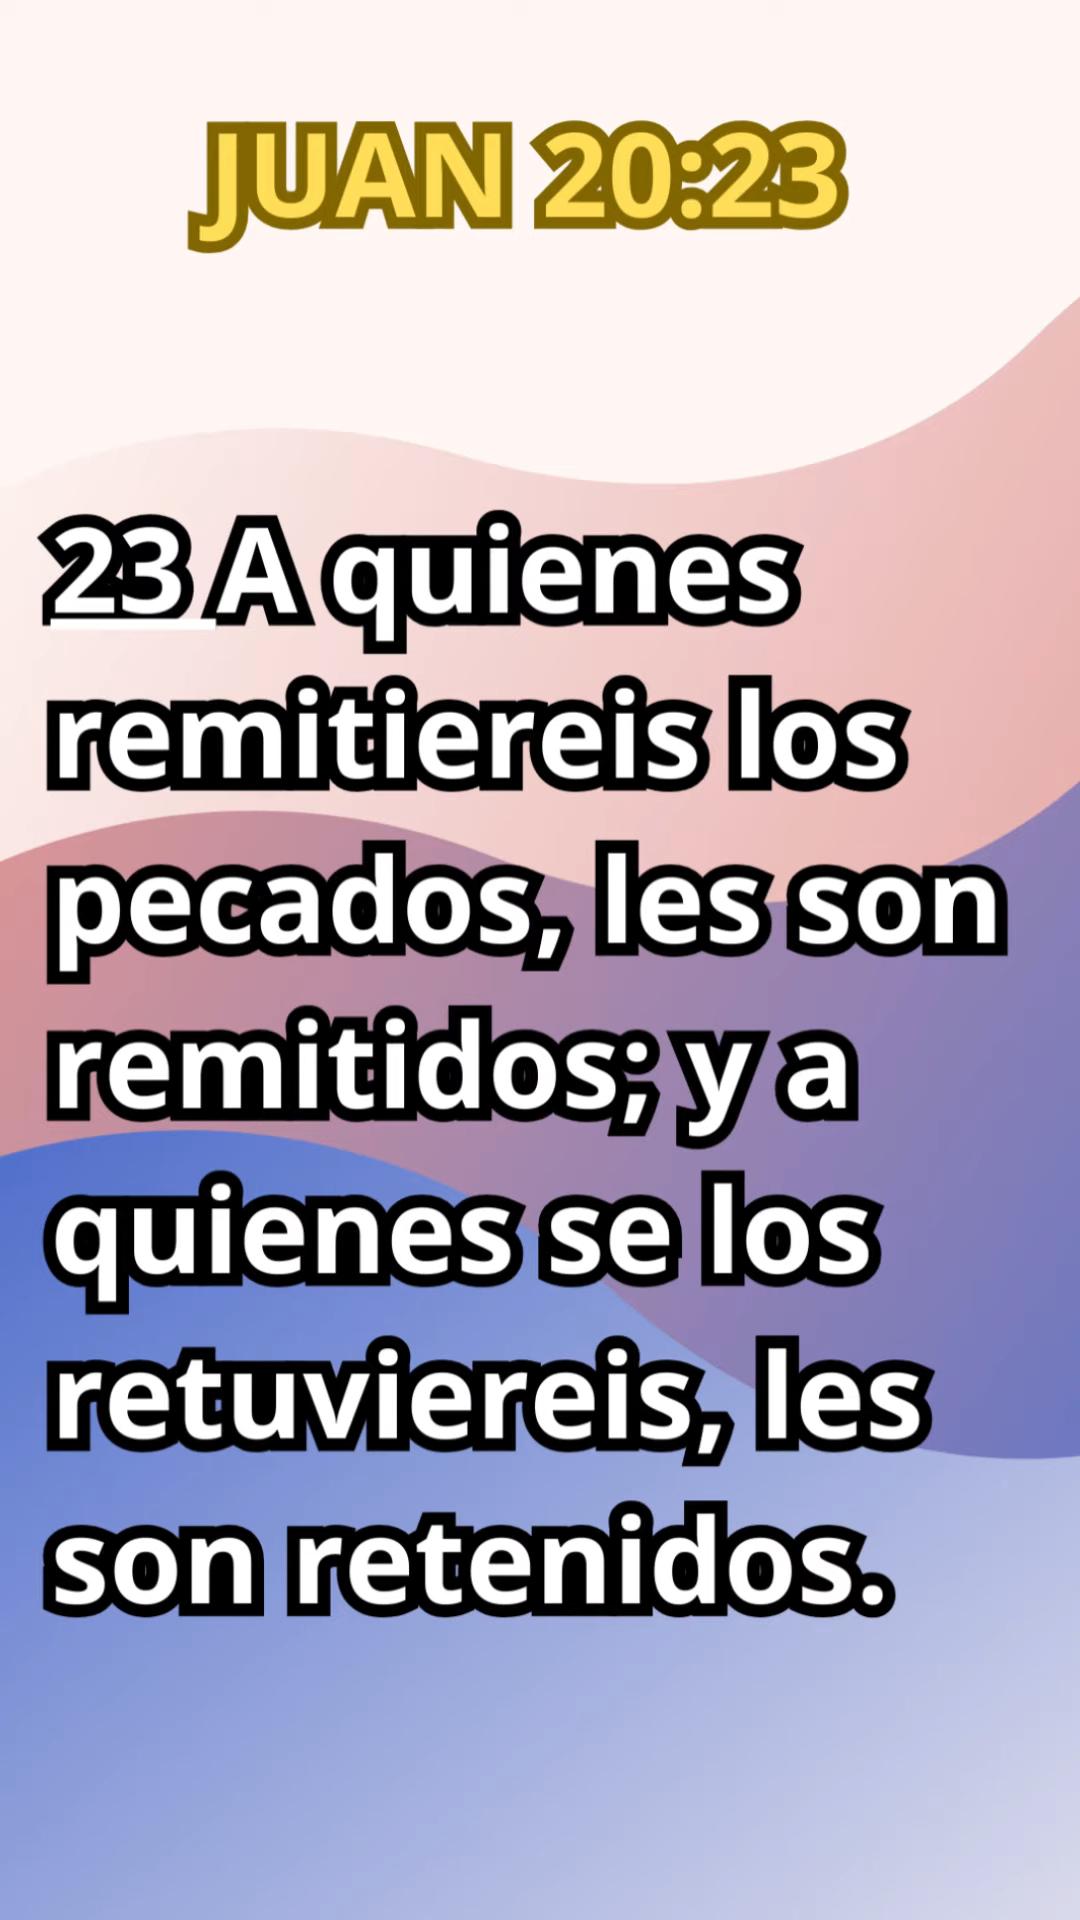 JUAN 20:23
23 A quienes
remitiereis los
pecados, les son
remitidos; y a
quienes se los
retuviereis, les
son retenidos.